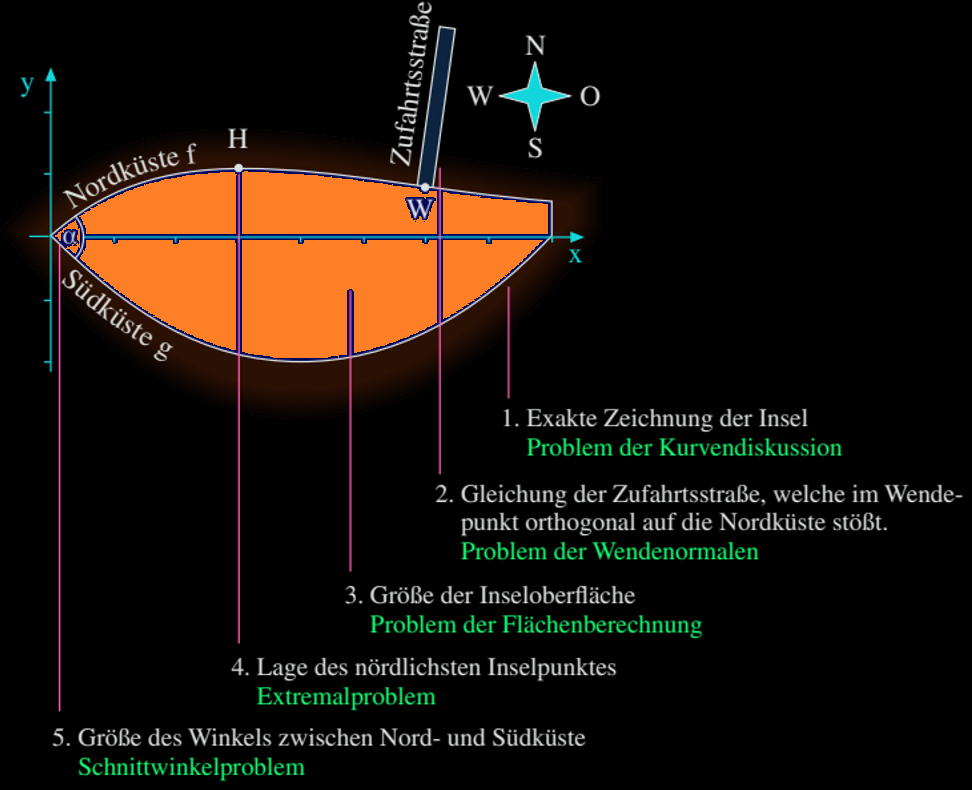 Zufahrtsstraße
N
y
W
O
S
H
Nordküste f
W
α
x
Südküste g
1. Exakte Zeichnung der Insel
Problem der Kurvendiskussion
2. Gleichung der Zufahrtsstraße, welche im Wende-
punkt orthogonal auf die Nordküste stößt.
Problem der Wendenormalen
3. Größe der Inseloberfläche
Problem der Flächenberechnung
4. Lage des nördlichsten Inselpunktes
Extremalproblem
5. Größe des Winkels zwischen Nord- und Südküste
Schnittwinkelproblem